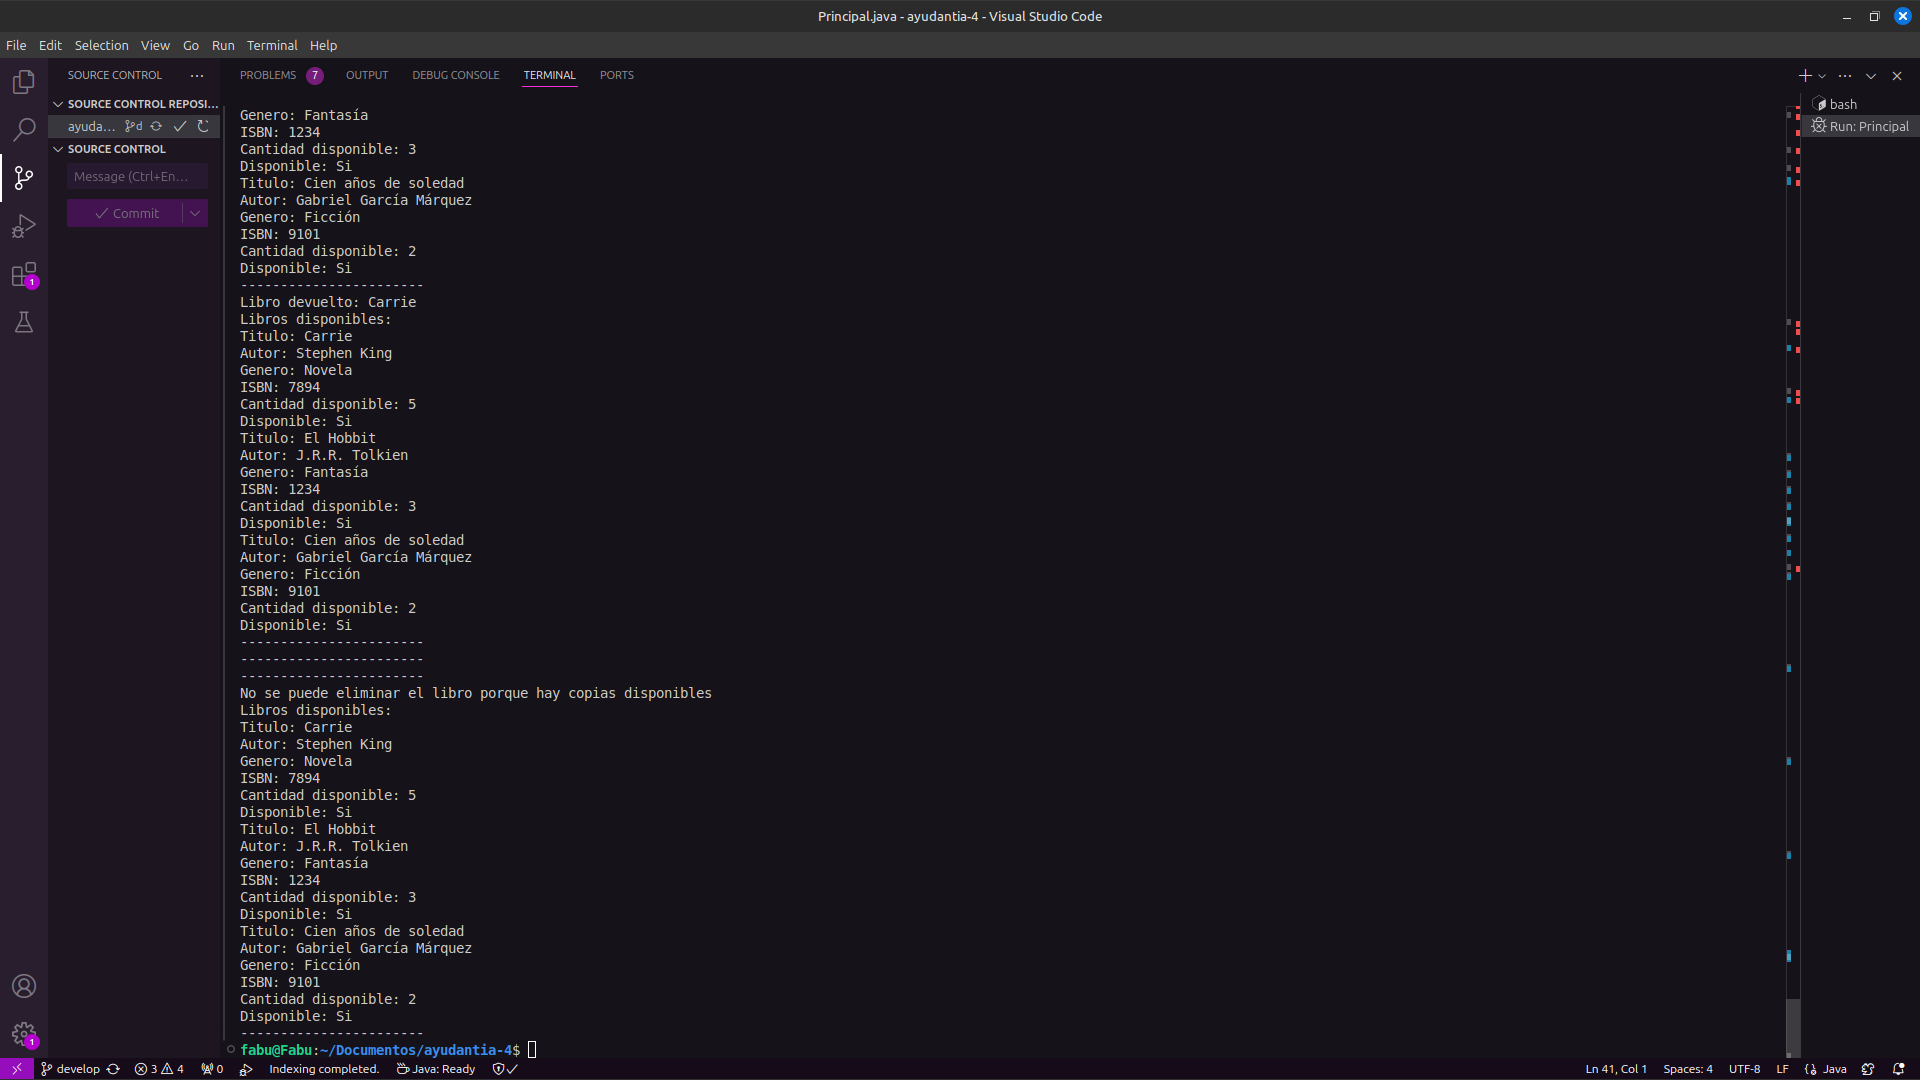 Principal.java - ayudantia-4 - Visual Studio Code
File Edit Selection View Go Run Terminal Help
SOURCE CONTROL
SOURCE CONTROL REPOSI...
ayuda... d
SOURCE CONTROL
Message (Ctrl+En...
Commit
1
1
PROBLEMS 7 OUTPUT DEBUG CONSOLE TERMINAL PORTS
Genero: Fantasía
ISBN: 1234
Cantidad disponible: 3
Disponible: Si
Titulo: Cien años de soledad
Autor: Gabriel García Márquez
Genero: Ficción
ISBN: 9101
Cantidad disponible: 2
Disponible: Si
-----------------------
Libro devuelto: Carrie
Libros disponibles:
Titulo: Carrie
Autor: Stephen King
Genero: Novela
ISBN: 7894
Cantidad disponible: 5
Disponible: Si
Titulo: El Hobbit
Autor: J.R.R. Tolkien
Genero: Fantasía
ISBN: 1234
Cantidad disponible: 3
Disponible: Si
Titulo: Cien años de soledad
Autor: Gabriel García Márquez
Genero: Ficción
ISBN: 9101
Cantidad disponible: 2
Disponible: Si
-----------------------
-----------------------
-----------------------
No se puede eliminar el libro porque hay copias disponibles
Libros disponibles:
Titulo: Carrie
Autor: Stephen King
Genero: Novela
ISBN: 7894
Cantidad disponible: 5
Disponible: Si
Titulo: El Hobbit
Autor: J.R.R. Tolkien
Genero: Fantasía
ISBN: 1234
Cantidad disponible: 3
Disponible: Si
Titulo: Cien años de soledad
Autor: Gabriel García Márquez
Genero: Ficción
ISBN: 9101
Cantidad disponible: 2
Disponible: Si
-----------------------
fabu@Fabu:~/Documentos/ayudantia-4$
bash
Run: Principal
develop 3 4 0 Indexing completed. Java: Ready Ln 41, Col 1 Spaces: 4 UTF-8 LF Java